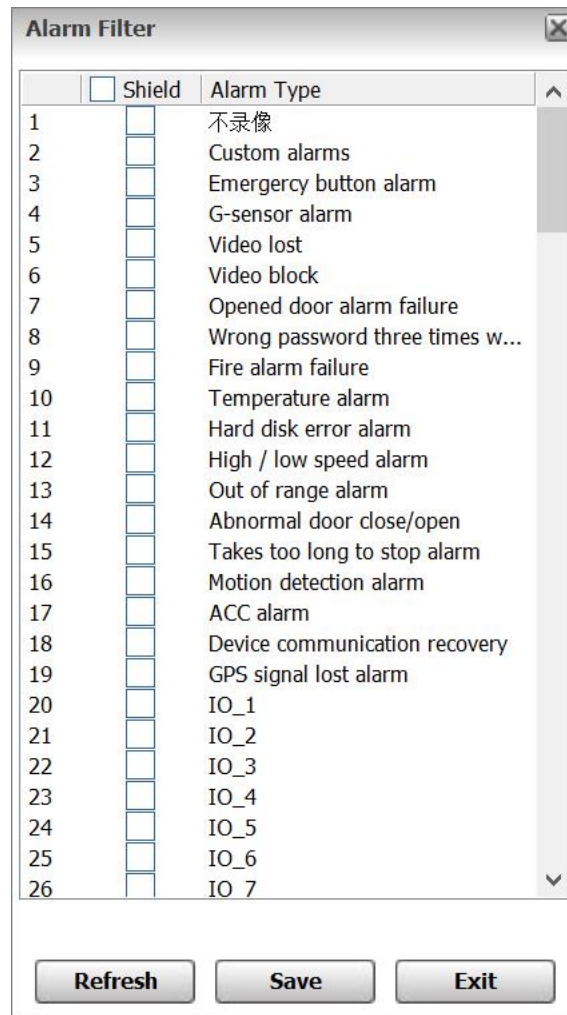 Alarm Filter
Shield Alarm Type
1 不录像
2 Custom alarms
3 Emergercy button alarm
4 G-sensor alarm
5 Video lost
6 Video block
7 Opened door alarm failure
8 Wrong password three times w...
9 Fire alarm failure
10 Temperature alarm
11 Hard disk error alarm
12 High / low speed alarm
13 Out of range alarm
14 Abnormal door close/open
15 Takes too long to stop alarm
16 Motion detection alarm
17 ACC alarm
18 Device communication recovery
19 GPS signal lost alarm
20 IO_1
21 IO_2
22 IO_3
23 IO_4
24 IO_5
25 IO_6
26 IO_7
Refresh Save Exit